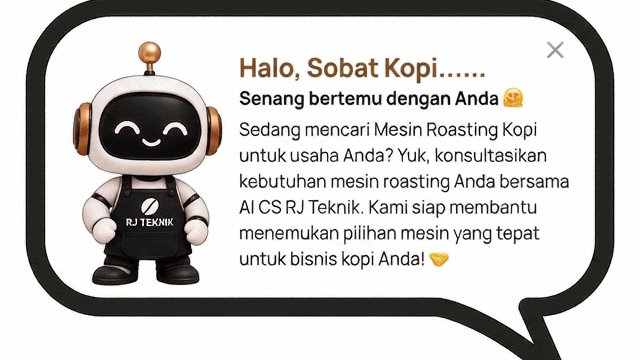 Halo, Sobat Kopi......
Senang bertemu dengan Anda 🤗
Sedang mencari Mesin Roasting Kopi
untuk usaha Anda? Yuk, konsultasikan
kebutuhan mesin roasting Anda bersama
AI CS RJ Teknik. Kami siap membantu
menemukan pilihan mesin yang tepat
untuk bisnis kopi Anda! 🤝
RJ TEKNIK